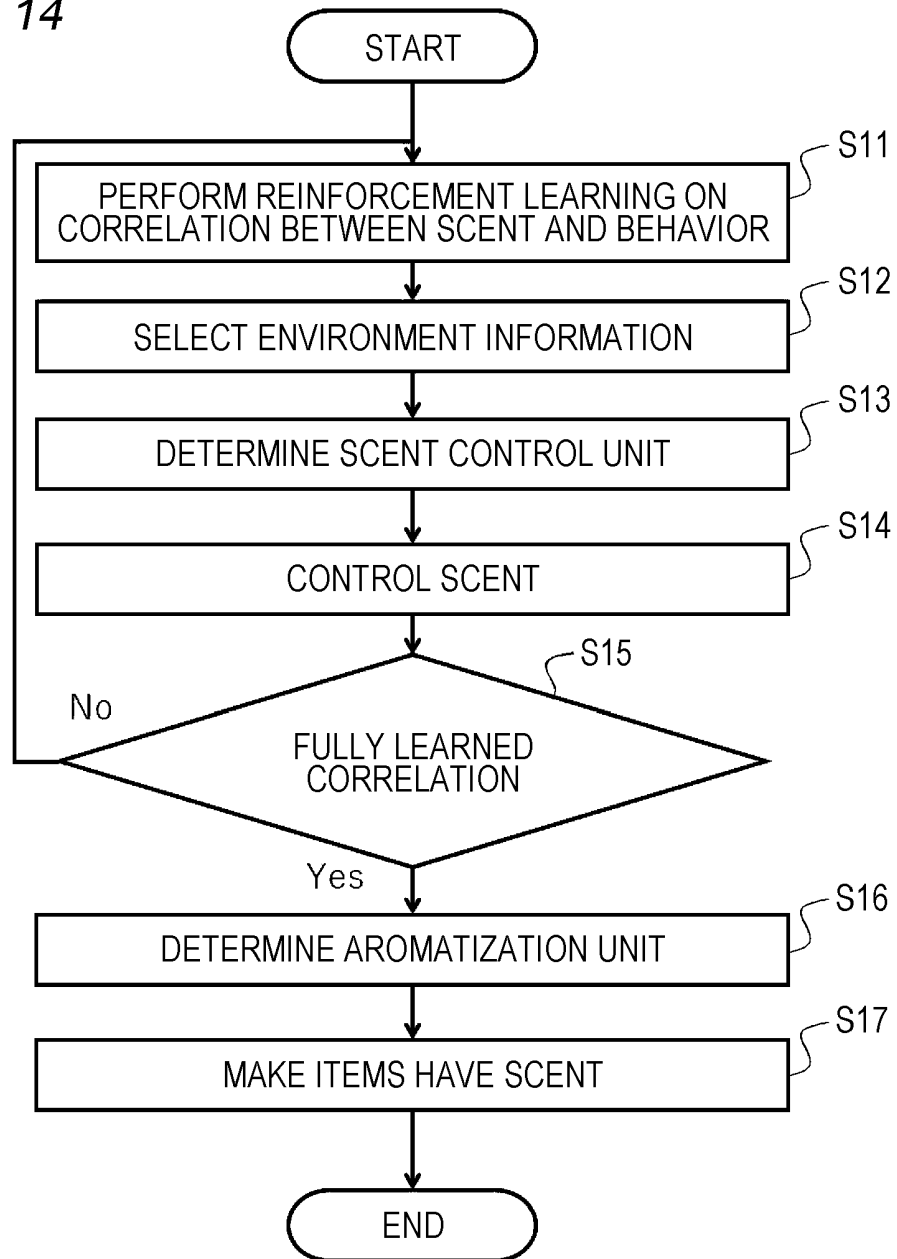 14
START
S11
PERFORM REINFORCEMENT LEARNING ON
CORRELATION BETWEEN SCENT AND BEHAVIOR
S12
SELECT ENVIRONMENT INFORMATION
S13
DETERMINE SCENT CONTROL UNIT
S14
CONTROL SCENT
S15
No
FULLY LEARNED
CORRELATION
Yes
S16
DETERMINE AROMATIZATION UNIT
S17
MAKE ITEMS HAVE SCENT
END